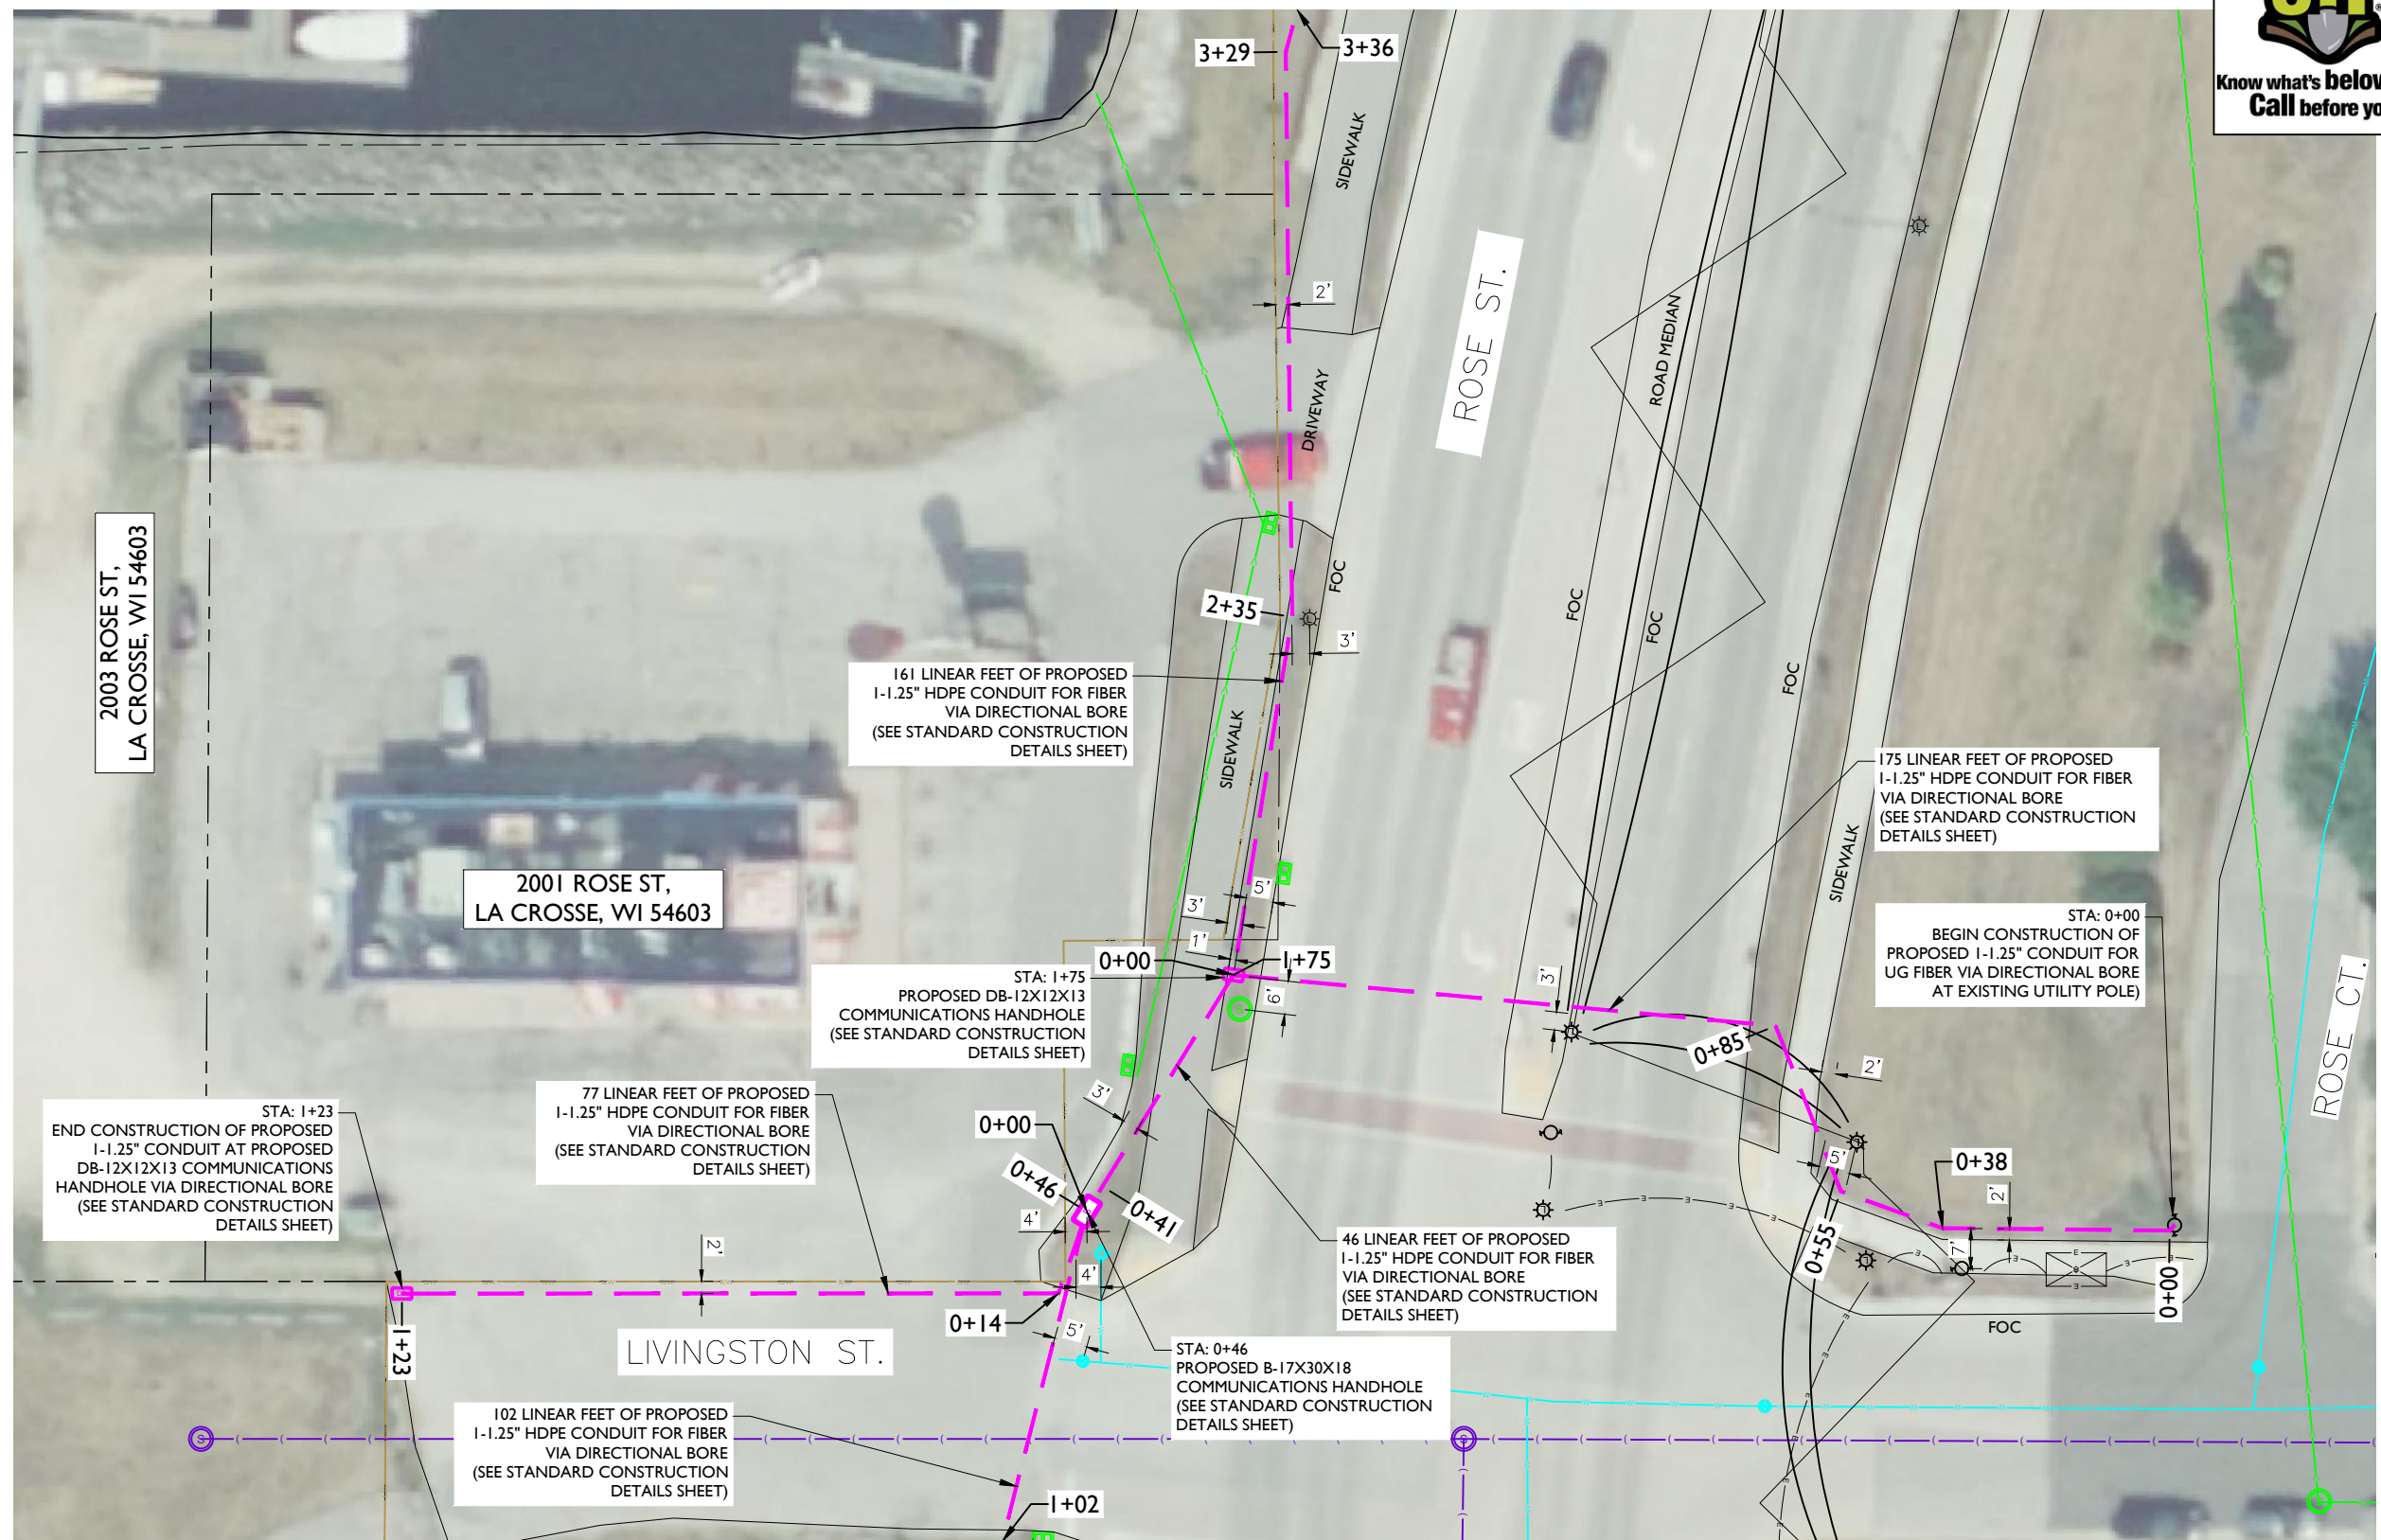 Know what's
Call before
3+29
3+36
SIDEWALK
2'
ROSE ST.
ROAD MEDIAN
DRIVEWAY
FOC
2+35
3'
FOC
FOC
FOC
2003 ROSE ST,
LA CROSSE, WI 54603
161 LINEAR FEET OF PROPOSED
1-1.25" HDPE CONDUIT FOR FIBER
VIA DIRECTIONAL BORE
(SEE STANDARD CONSTRUCTION
DETAILS SHEET)
SIDEWALK
175 LINEAR FEET OF PROPOSED
1-1.25" HDPE CONDUIT FOR FIBER
VIA DIRECTIONAL BORE
(SEE STANDARD CONSTRUCTION
DETAILS SHEET)
SIDEWALK
2001 ROSE ST,
LA CROSSE, WI 54603
5'
3'
1'
STA: 0+00
BEGIN CONSTRUCTION OF
PROPOSED 1-1.25" CONDUIT FOR
UG FIBER VIA DIRECTIONAL BORE
AT EXISTING UTILITY POLE)
0+00
1+75
STA: 1+75
PROPOSED DB-12X12X13
COMMUNICATIONS HANDHOLE
(SEE STANDARD CONSTRUCTION
DETAILS SHEET)
6'
3'
0+85
2'
ROSE CT.
STA: 1+23
END CONSTRUCTION OF PROPOSED
1-1.25" CONDUIT AT PROPOSED
DB-12X12X13 COMMUNICATIONS
HANDHOLE VIA DIRECTIONAL BORE
(SEE STANDARD CONSTRUCTION
DETAILS SHEET)
77 LINEAR FEET OF PROPOSED
1-1.25" HDPE CONDUIT FOR FIBER
VIA DIRECTIONAL BORE
(SEE STANDARD CONSTRUCTION
DETAILS SHEET)
3'
0+00
0+46
0+41
4'
4'
5'
0+38
2'
7'
0+55
0+00
FOC
2'
0+14
5'
46 LINEAR FEET OF PROPOSED
1-1.25" HDPE CONDUIT FOR FIBER
VIA DIRECTIONAL BORE
(SEE STANDARD CONSTRUCTION
DETAILS SHEET)
1+23
LIVINGSTON ST.
STA: 0+46
PROPOSED B-17X30X18
COMMUNICATIONS HANDHOLE
(SEE STANDARD CONSTRUCTION
DETAILS SHEET)
102 LINEAR FEET OF PROPOSED
1-1.25" HDPE CONDUIT FOR FIBER
VIA DIRECTIONAL BORE
(SEE STANDARD CONSTRUCTION
DETAILS SHEET)
1+02